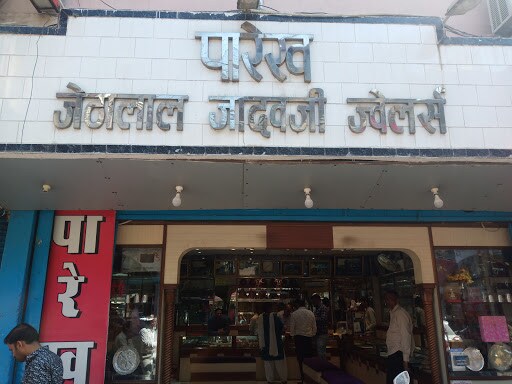 पारेख
जेठालाल जादवजी ज्वेलर्स
पा
रे
ख